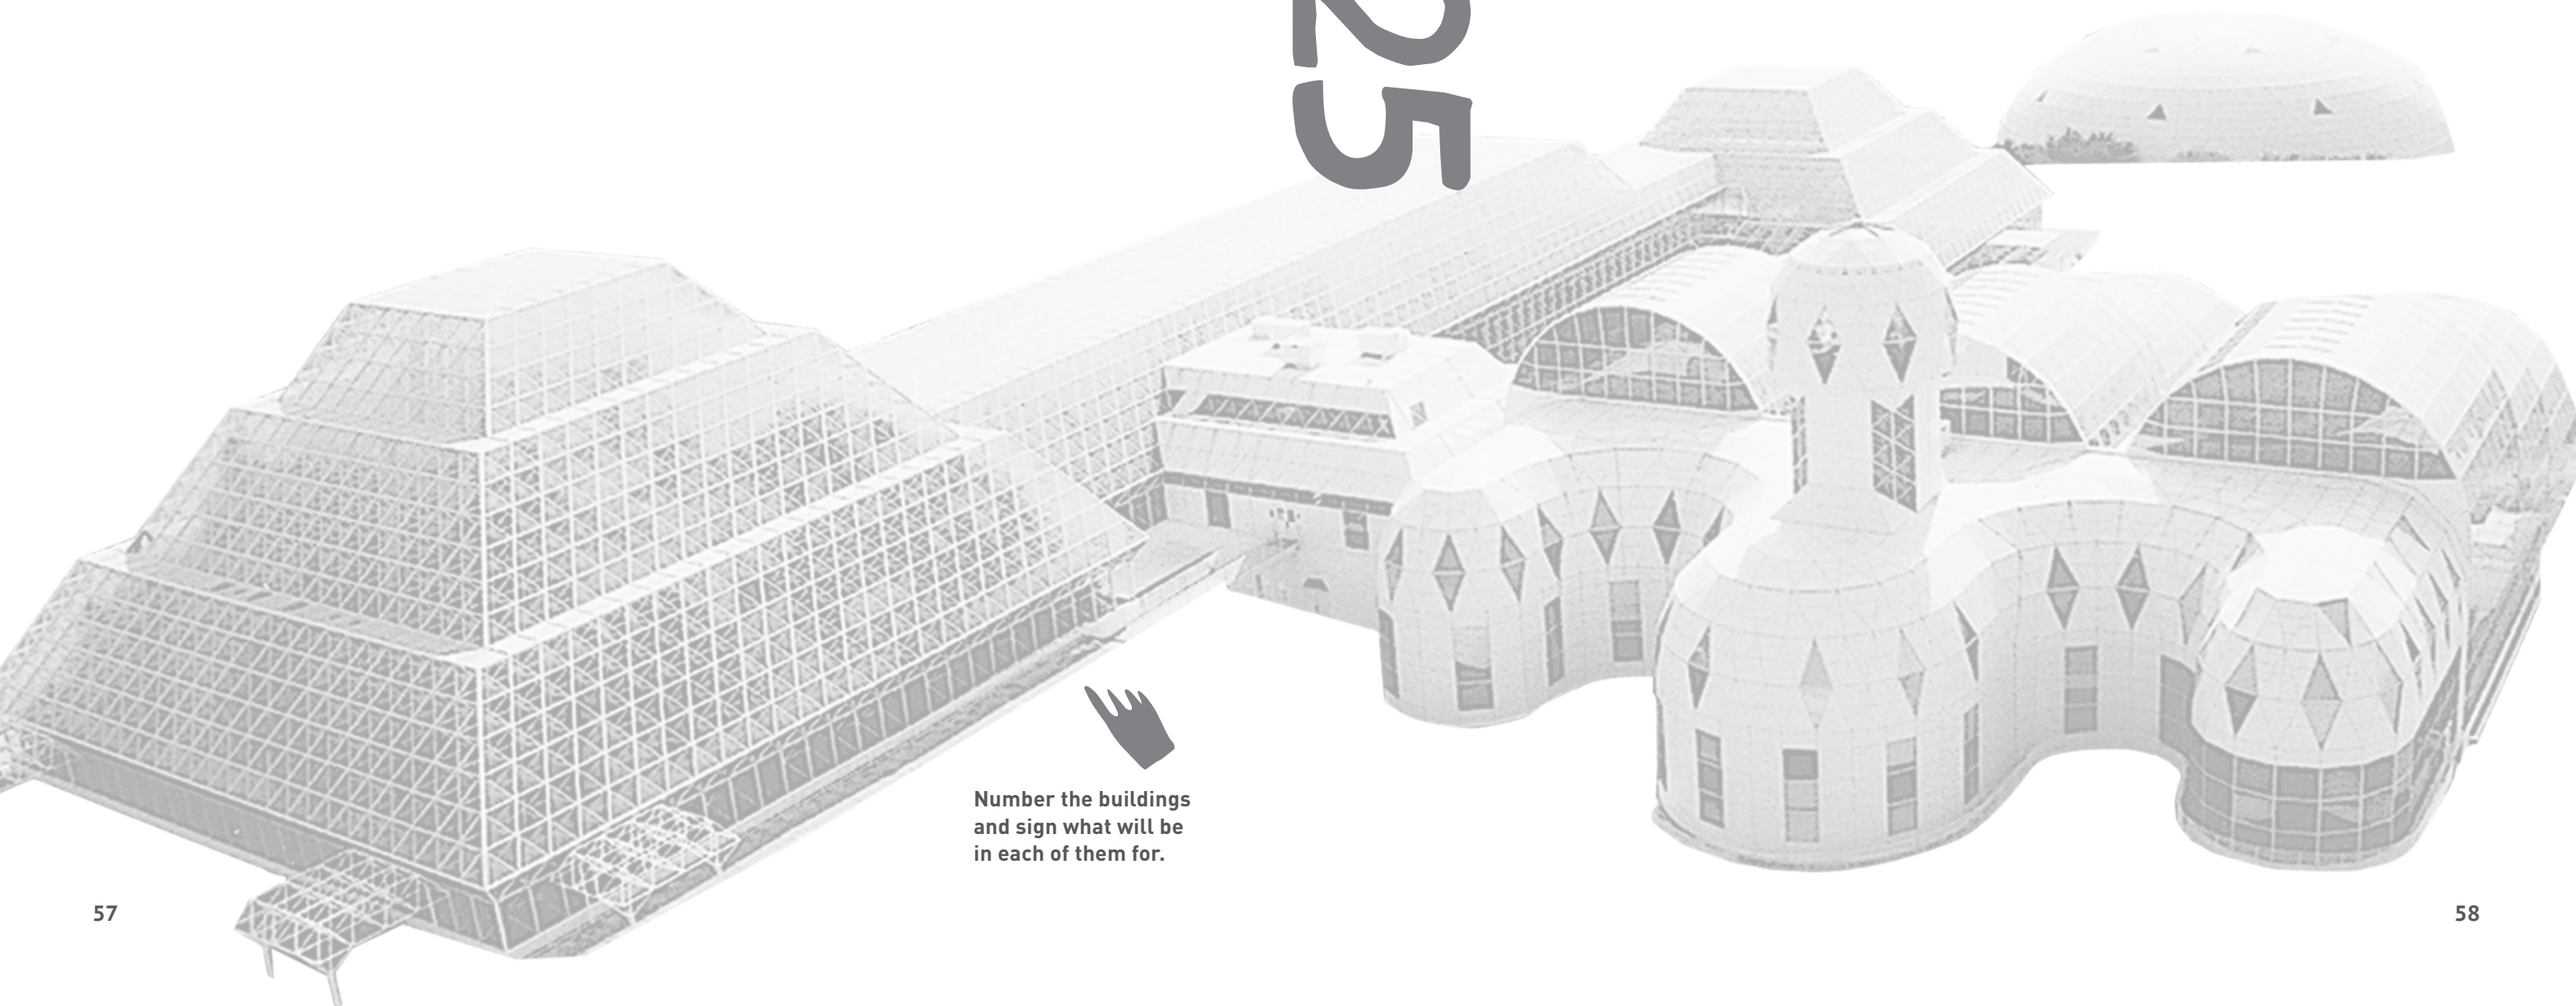 25
Number the buildings
and sign what will be
in each of them for.
57
58